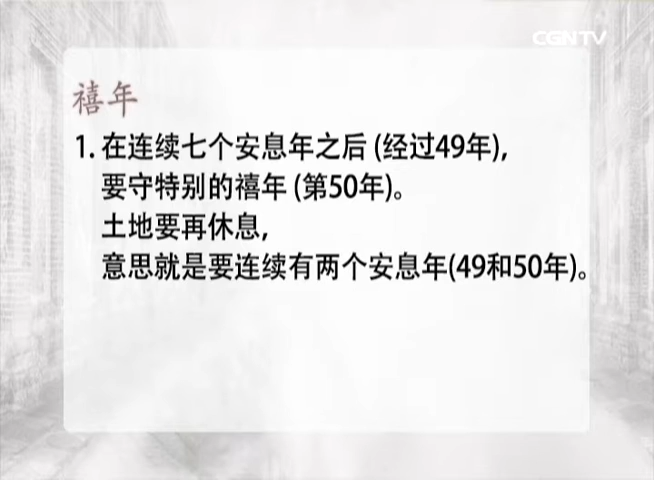 CGNTV
禧年
1. 在连续七个安息年之后 (经过49年),
要守特别的禧年 (第50年)。
土地要再休息,
意思就是要连续有两个安息年(49和50年)。